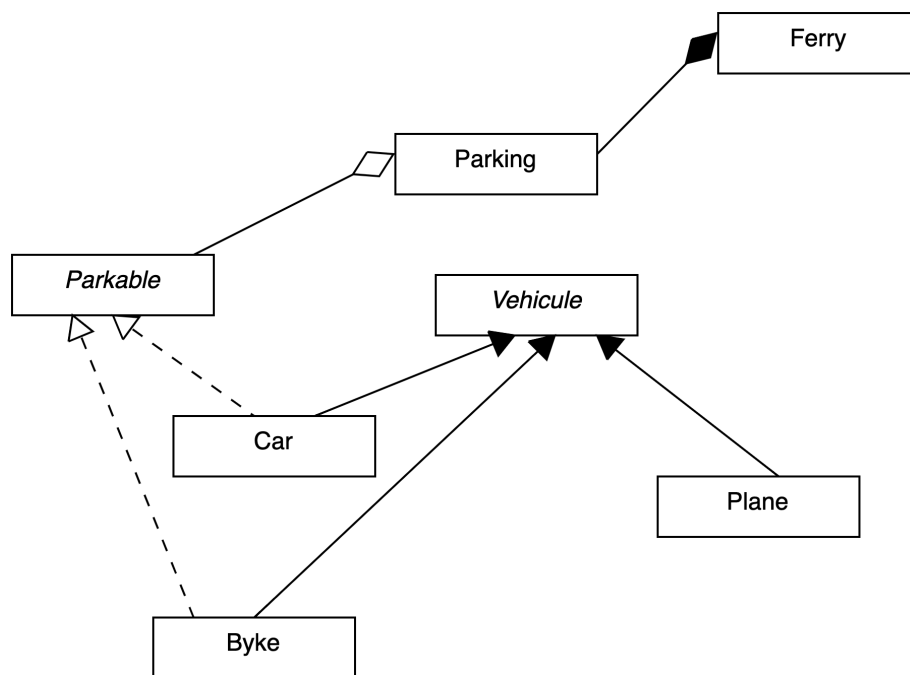 Ferry
Parking
Parkable
Vehicule
Car
Plane
Byke